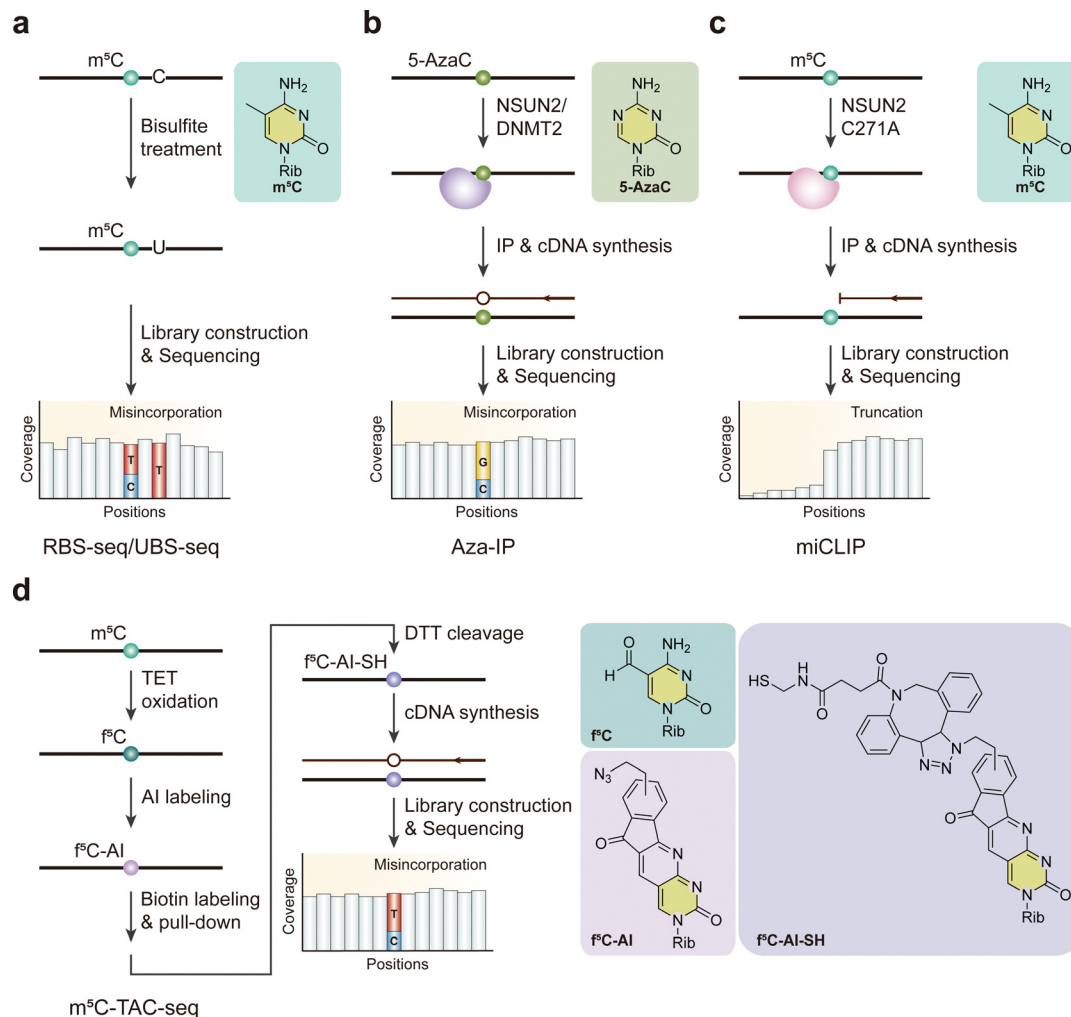 a
m⁵C
C
Bisulfite
treatment
m⁵C
U
Library construction
& Sequencing
Misincorporation
Coverage
T
C
T
Positions
RBS-seq/UBS-seq
NH₂
N
N
O
Rib
m⁵C
b
5-AzaC
NSUN2/
DNMT2
IP & cDNA synthesis
Library construction
& Sequencing
Misincorporation
Coverage
G
C
Positions
Aza-IP
NH₂
N
N
N
O
Rib
5-AzaC
c
m⁵C
NSUN2
C271A
IP & cDNA synthesis
Library construction
& Sequencing
Truncation
Coverage
Positions
miCLIP
NH₂
N
N
O
Rib
m⁵C
d
m⁵C
TET
oxidation
f⁵C
AI labeling
f⁵C-AI
Biotin labeling
& pull-down
m⁵C-TAC-seq
DTT cleavage
f⁵C-AI-SH
cDNA synthesis
Library construction
& Sequencing
Misincorporation
Coverage
T
C
Positions
O
NH₂
H
N
N
O
Rib
f⁵C
N₃
O
N
N
N
O
Rib
f⁵C-AI
HS
H
N
O
O
N
N
N=N
O
N
N
N
O
Rib
f⁵C-AI-SH